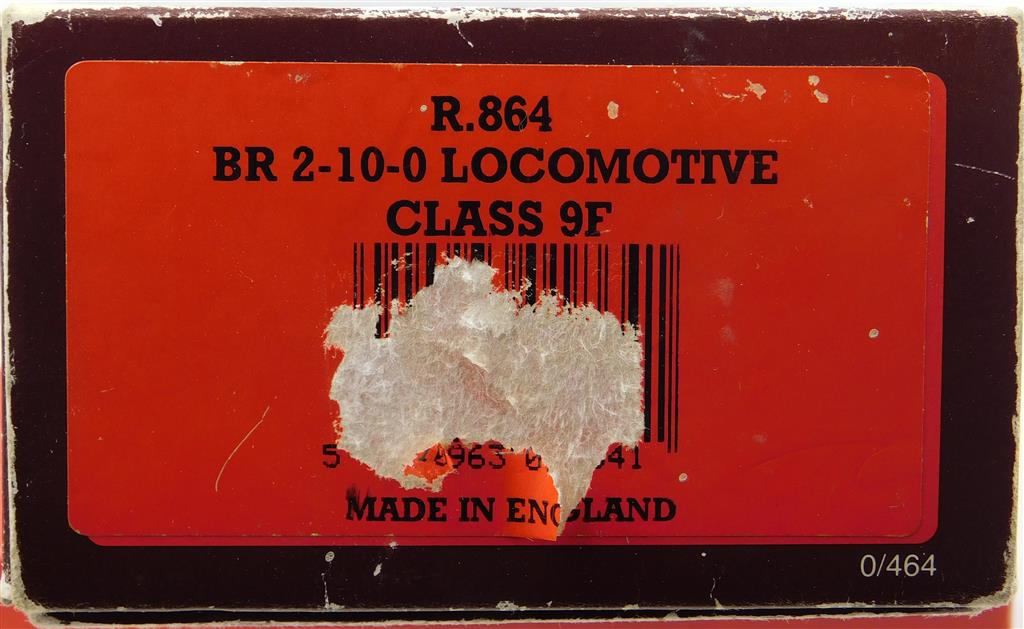 R.864
BR 2-10-0 LOCOMOTIVE
CLASS 9F
MADE IN ENGLAND
0/464